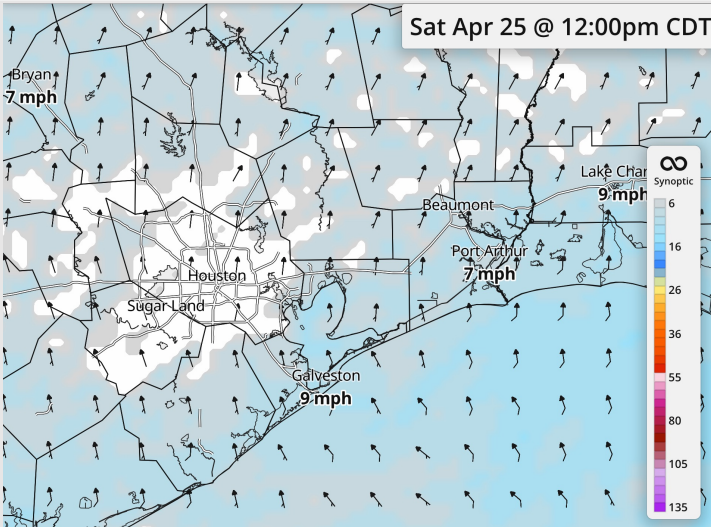 Sat Apr 25 @ 12:00pm CDT
Bryan
7 mph
Lake Char
9 mph
Beaumont
Port Arthur
7 mph
Houston
Sugar Land
Galveston
9 mph
Synoptic
6
16
26
36
55
80
105
135